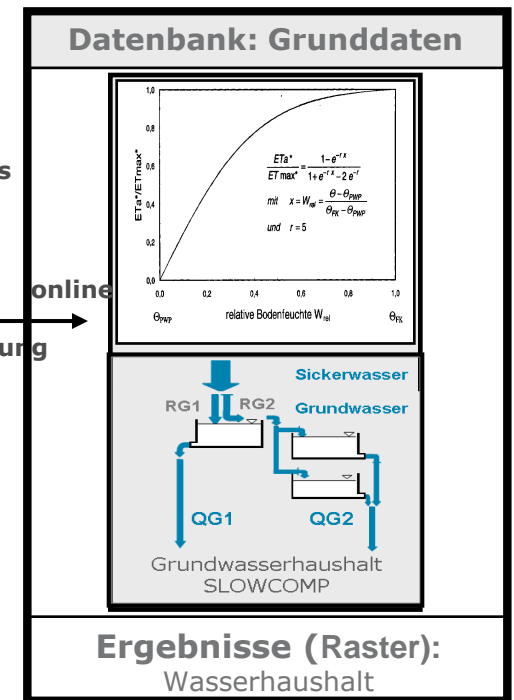 Datenbank: Grunddaten
s
online
ung
ETa*/ETmax*
1,0
0,8
0,6
0,4
0,2
0,0
ETa* / ET max* = 1–e^–r x / 1+e^–r x –2 e^–r
mit x = W_rel = θ–θ_PWP / θ_FK – θ_PWP
und r = 5
0,0 0,2 0,4 0,6 0,8 1,0
Θ_PWP relative Bodenfeuchte W_rel Θ_FK
Sickerwasser
RG1 RG2 Grundwasser
QG1 QG2
Grundwasserhaushalt
SLOWCOMP
Ergebnisse (Raster):
Wasserhaushalt